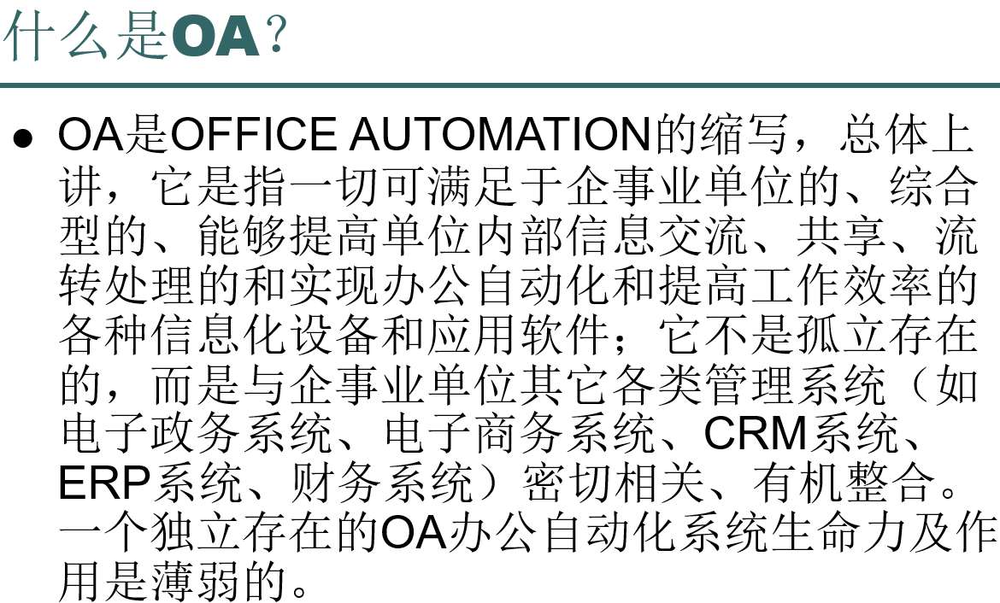 什么是OA？
● OA是OFFICE AUTOMATION的缩写，总体上
讲，它是指一切可满足于企事业单位的、综合
型的、能够提高单位内部信息交流、共享、流
转处理的和实现办公自动化和提高工作效率的
各种信息化设备和应用软件；它不是孤立存在
的，而是与企事业单位其它各类管理系统（如
电子政务系统、电子商务系统、CRM系统、
ERP系统、财务系统）密切相关、有机整合。
一个独立存在的OA办公自动化系统生命力及作
用是薄弱的。